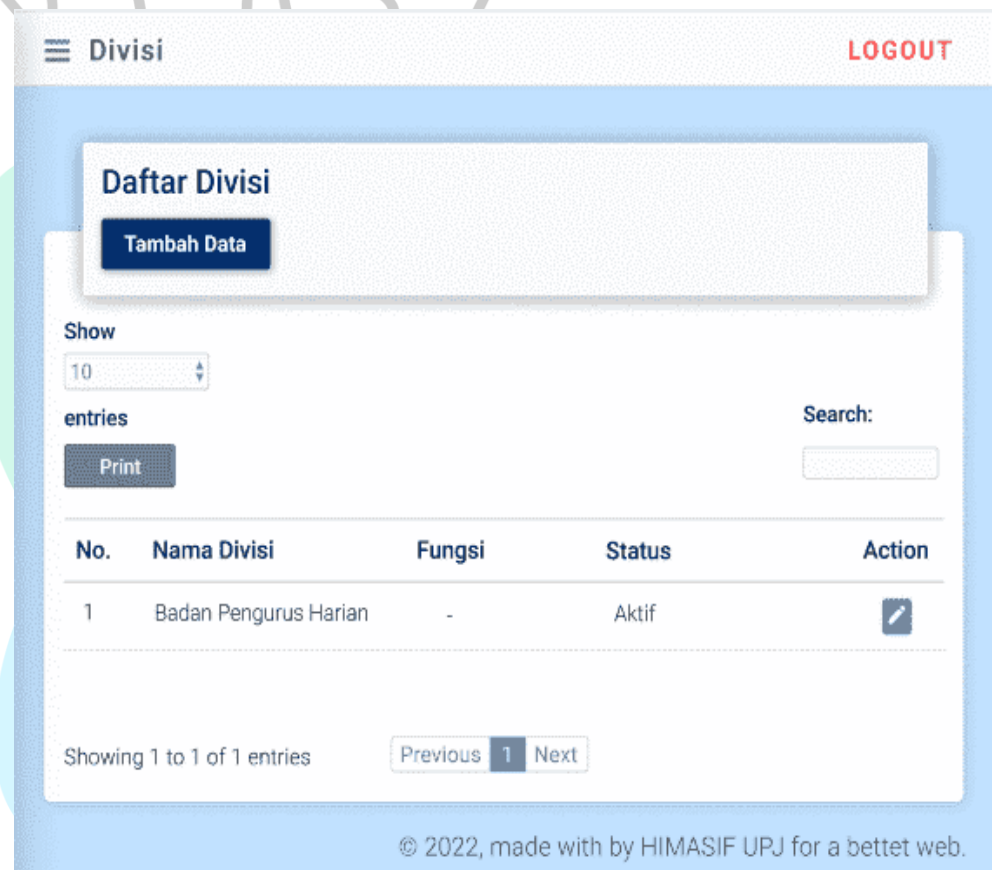 Divisi LOGOUT
Daftar Divisi
Tambah Data
Show
10
entries Search:
Print
No. Nama Divisi Fungsi Status Action
1 Badan Pengurus Harian - Aktif
Showing 1 to 1 of 1 entries Previous 1 Next
© 2022, made with by HIMASIF UPJ for a bettet web.